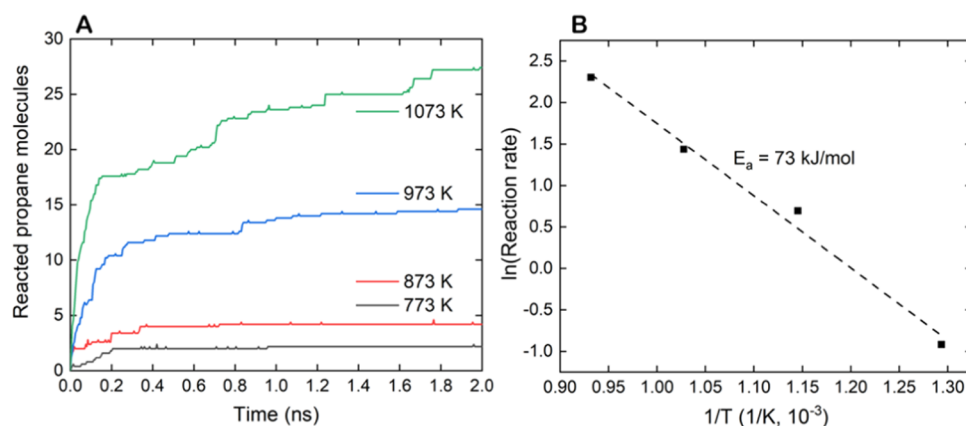 A
30
25
20
15
10
5
0
Reacted propane molecules
1073 K
973 K
873 K
773 K
0.0 0.2 0.4 0.6 0.8 1.0 1.2 1.4 1.6 1.8 2.0
Time (ns)
B
2.5
2.0
1.5
1.0
0.5
0.0
-0.5
-1.0
ln(Reaction rate)
Eₐ = 73 kJ/mol
0.90 0.95 1.00 1.05 1.10 1.15 1.20 1.25 1.30
1/T (1/K, 10⁻³)